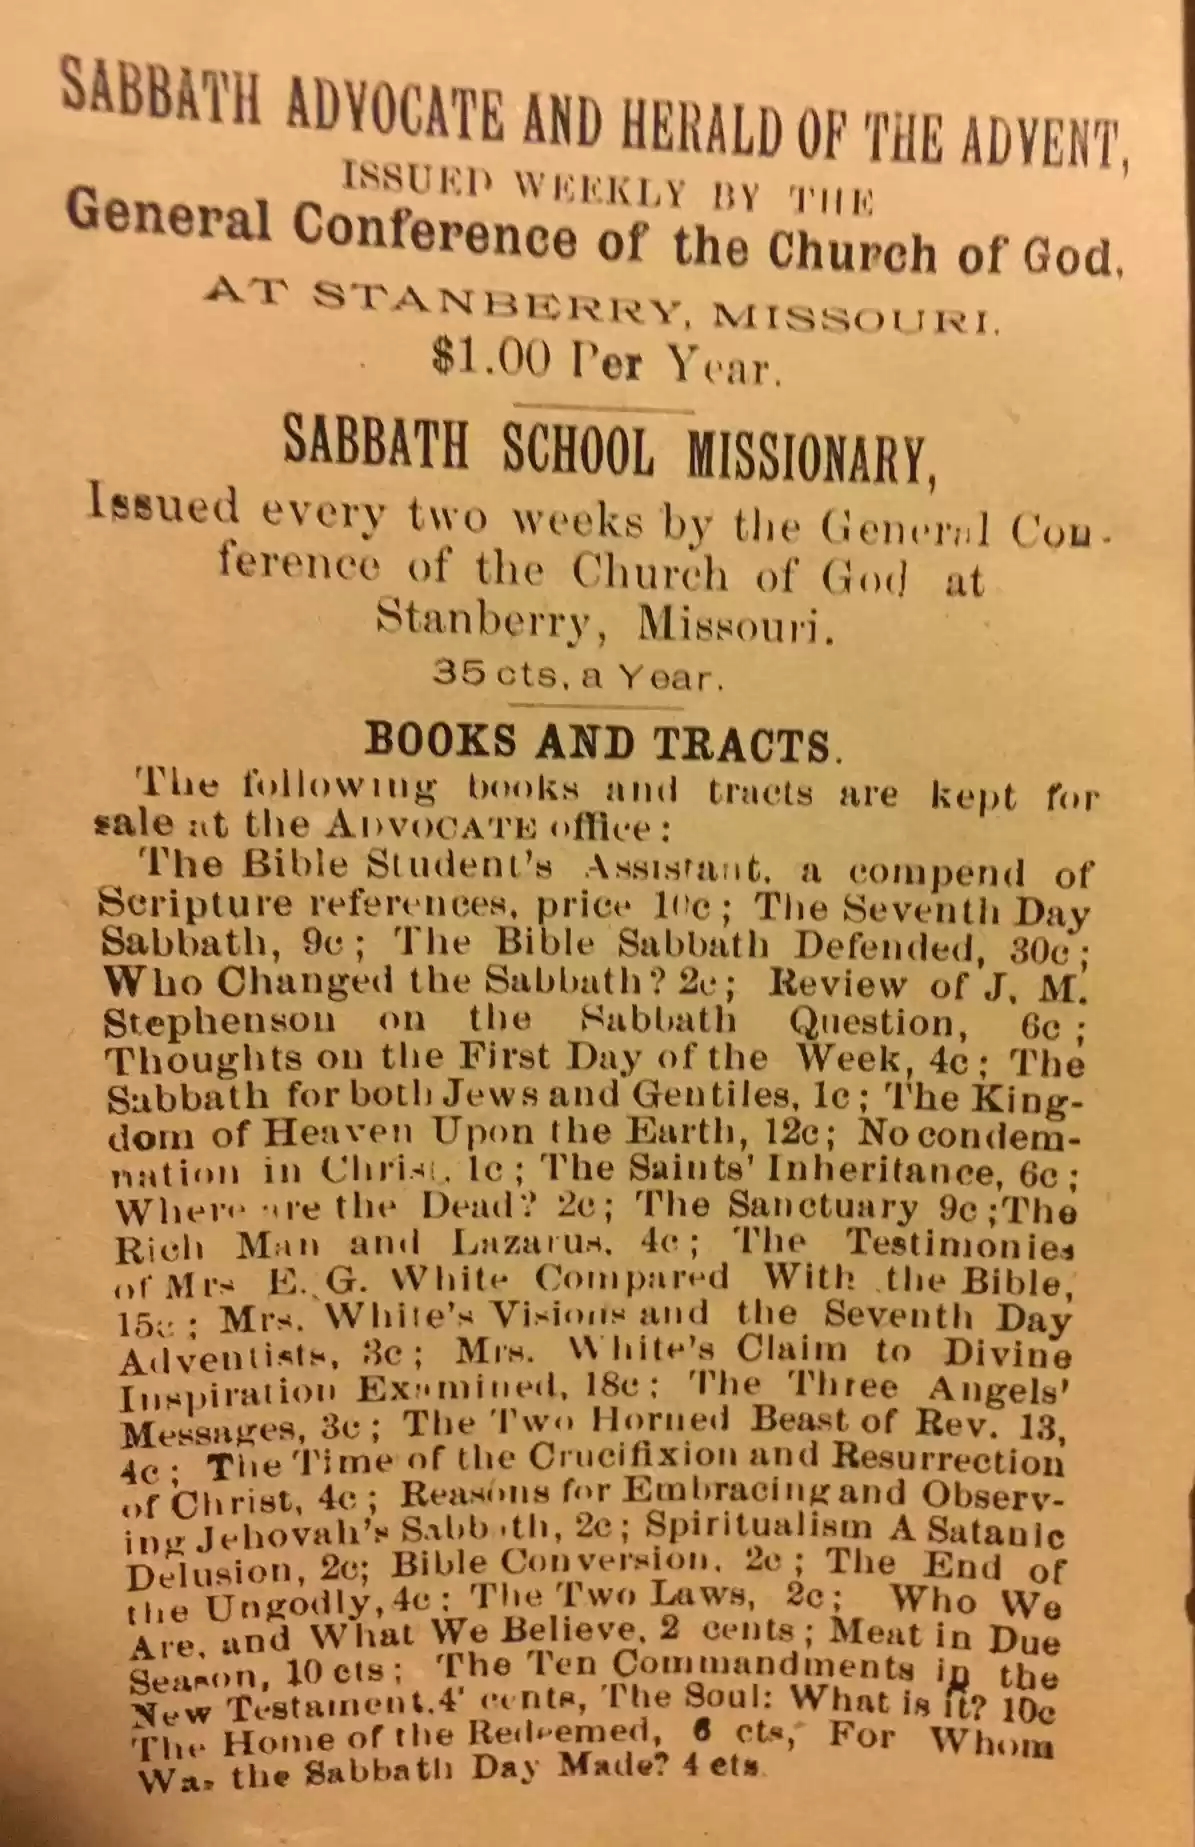 SABBATH ADVOCATE AND HERALD OF THE ADVENT,
ISSUED WEEKLY BY THE
General Conference of the Church of God,
AT STANBERRY, MISSOURI.
$1.00 Per Year.
SABBATH SCHOOL MISSIONARY,
Issued every two weeks by the General Con-
ference of the Church of God at
Stanberry, Missouri.
35 cts, a Year.
BOOKS AND TRACTS.
The following books and tracts are kept for
sale at the ADVOCATE office:
The Bible Student's Assistant, a compend of
Scripture references, price 10c; The Seventh Day
Sabbath, 9c; The Bible Sabbath Defended, 30c;
Who Changed the Sabbath? 2c; Review of J. M.
Stephenson on the Sabbath Question, 6c;
Thoughts on the First Day of the Week, 4c; The
Sabbath for both Jews and Gentiles, 1c; The King-
dom of Heaven Upon the Earth, 12c; No condem-
nation in Christ, 1c; The Saints' Inheritance, 6c;
Where are the Dead? 2c; The Sanctuary 9c;The
Rich Man and Lazarus, 4c; The Testimonies
of Mrs E. G. White Compared With the Bible,
15c; Mrs. White's Visions and the Seventh Day
Adventists, 3c; Mrs. White's Claim to Divine
Inspiration Examined, 18c; The Three Angels'
Messages, 3c; The Two Horned Beast of Rev. 13,
4c; The Time of the Crucifixion and Resurrection
of Christ, 4c; Reasons for Embracing and Observ-
ing Jehovah's Sabbath, 2c; Spiritualism A Satanic
Delusion, 2c; Bible Conversion, 2c; The End of
the Ungodly, 4c; The Two Laws, 2c; Who We
Are, and What We Believe, 2 cents; Meat in Due
Season, 10 cts; The Ten Commandments in the
New Testament, 4 cents, The Soul: What is it? 10c
The Home of the Redeemed, 6 cts, For Whom
Was the Sabbath Day Made? 4 cts